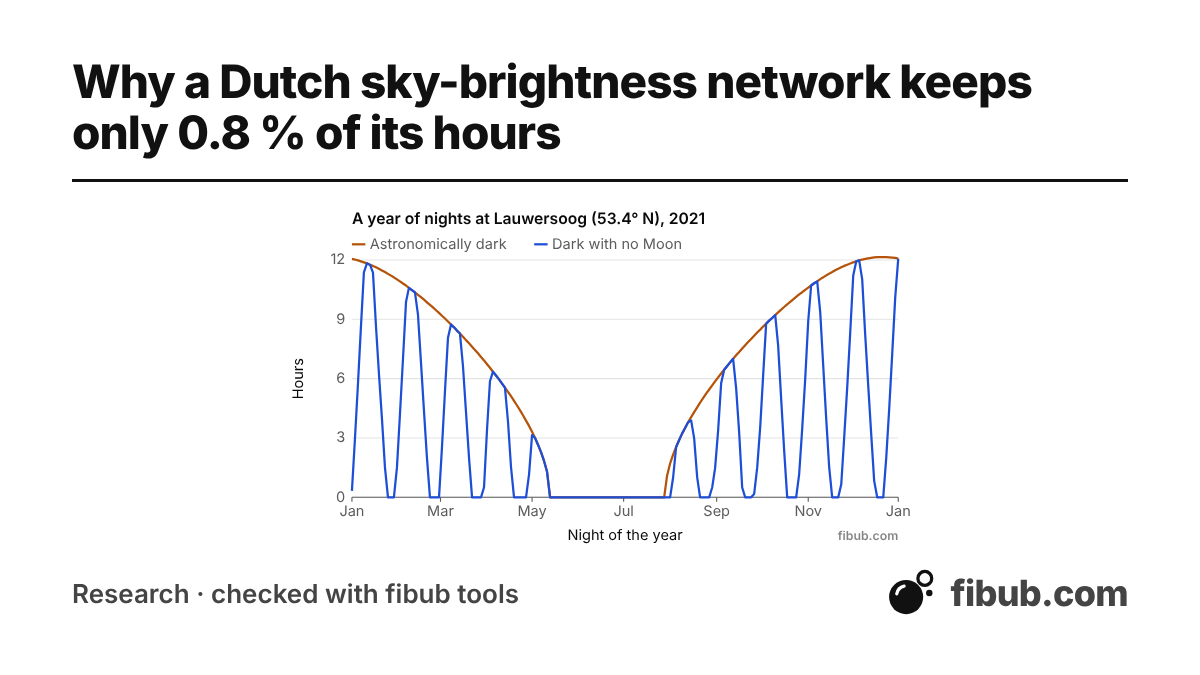 Why a Dutch sky-brightness network keeps
only 0.8 % of its hours
A year of nights at Lauwersoog (53.4° N), 2021
Astronomically dark Dark with no Moon
12
9
6
3
0
Hours
Jan Mar May Jul Sep Nov Jan
Night of the year
fibub.com
Research · checked with fibub tools
fibub.com